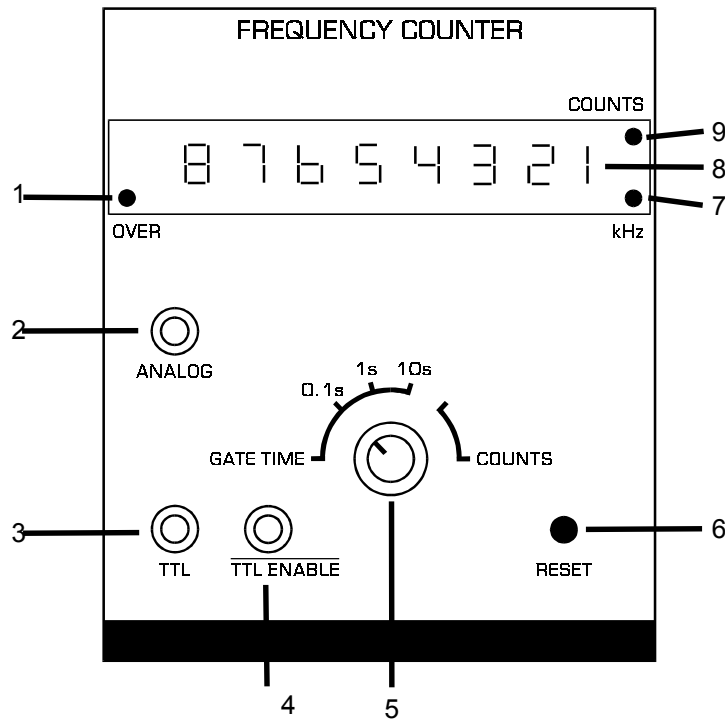 FREQUENCY COUNTER
COUNTS
9
8 7 6 5 4 3 2 1
8
1
7
OVER
kHz
2
ANALOG
1s 10s
0.1s
GATE TIME
COUNTS
3
6
TTL
TTL ENABLE
RESET
4
5